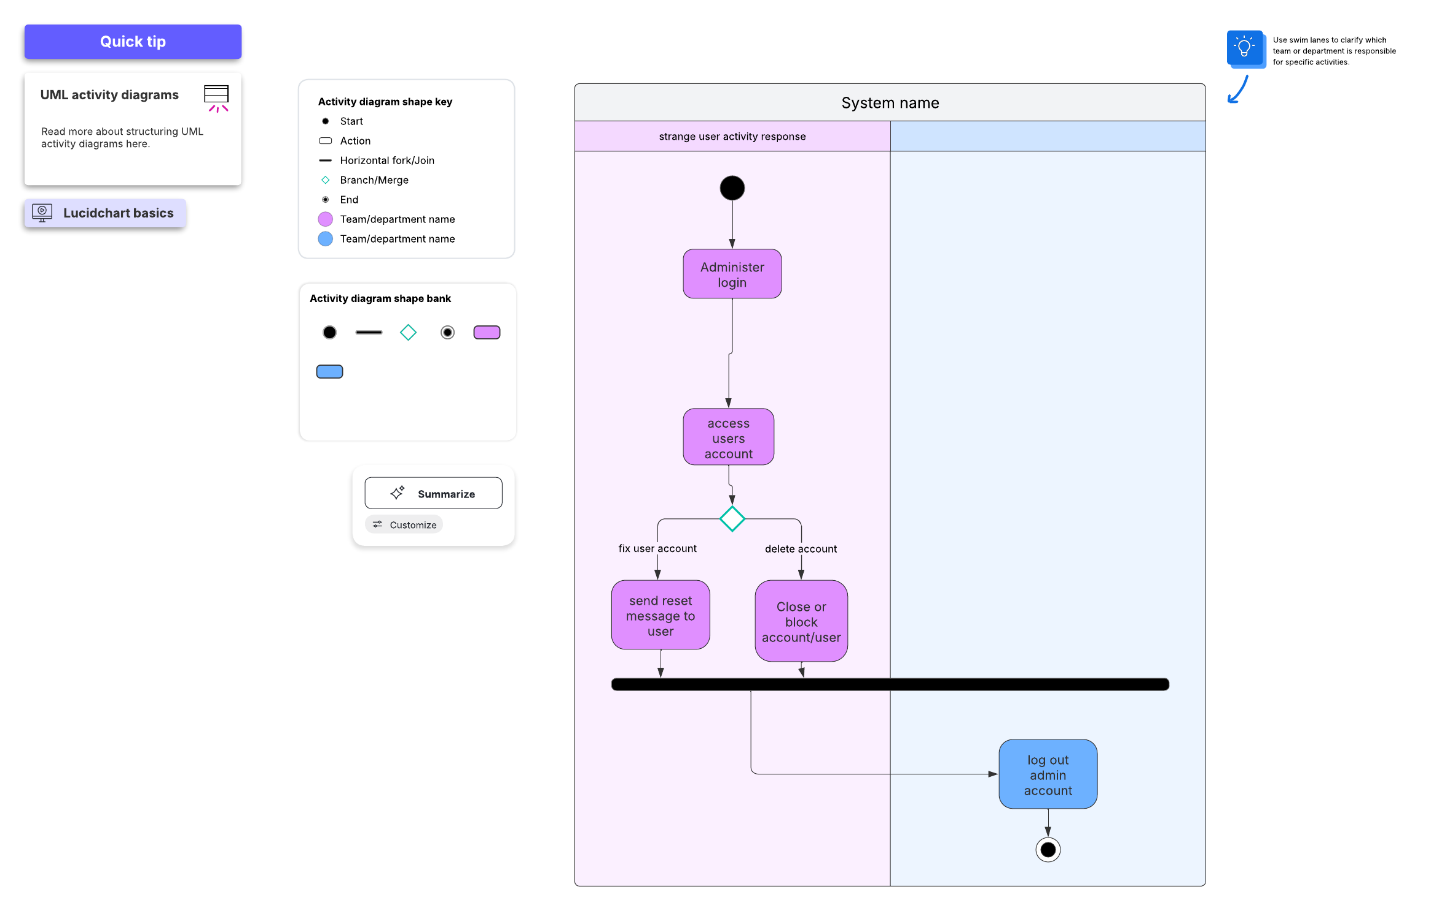 Quick tip
UML activity diagrams
Read more about structuring UML
activity diagrams here.
Lucidchart basics
Activity diagram shape key
Start
Action
Horizontal fork/Join
Branch/Merge
End
Team/department name
Team/department name
Activity diagram shape bank
Summarize
Customize
System name
strange user activity response
Administer
login
access
users
account
fix user account
delete account
send reset
message to
user
Close or
block
account/user
log out
admin
account
Use swim lanes to clarify which
team or department is responsible
for specific activities.